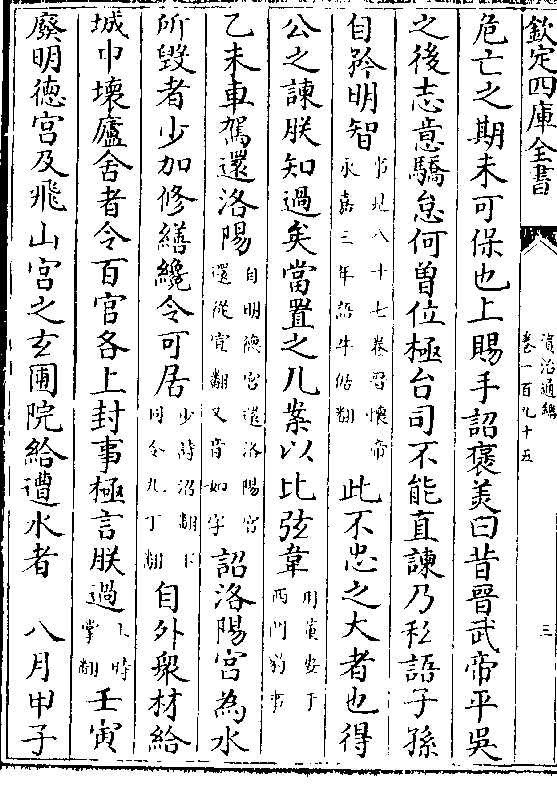 欽定四庫全書
資治通鑑
卷一百九十五
三
危亡之期未可保也上賜手詔褒美曰昔晉武帝平吳
之後志意驕怠何曾位極台司不能直諫乃私語子孫
自矜明智事見八十七卷晉懷帝永嘉三年語牛倨翻此不忠之大者也得
公之諫朕知過矣當置之几案以比弦韋用董安于西門豹事
乙未車駕還洛陽自明德宮還洛陽宮還從宣翻又音如字詔洛陽宮為水
所毀者少加修繕纔令可居少詩沼翻下同令九丁翻自外衆材給
城中壞廬舍者令百官各上封事極言朕過上時掌翻壬寅
廢明德宮及飛山宮之玄圃院給遭水者　八月甲子